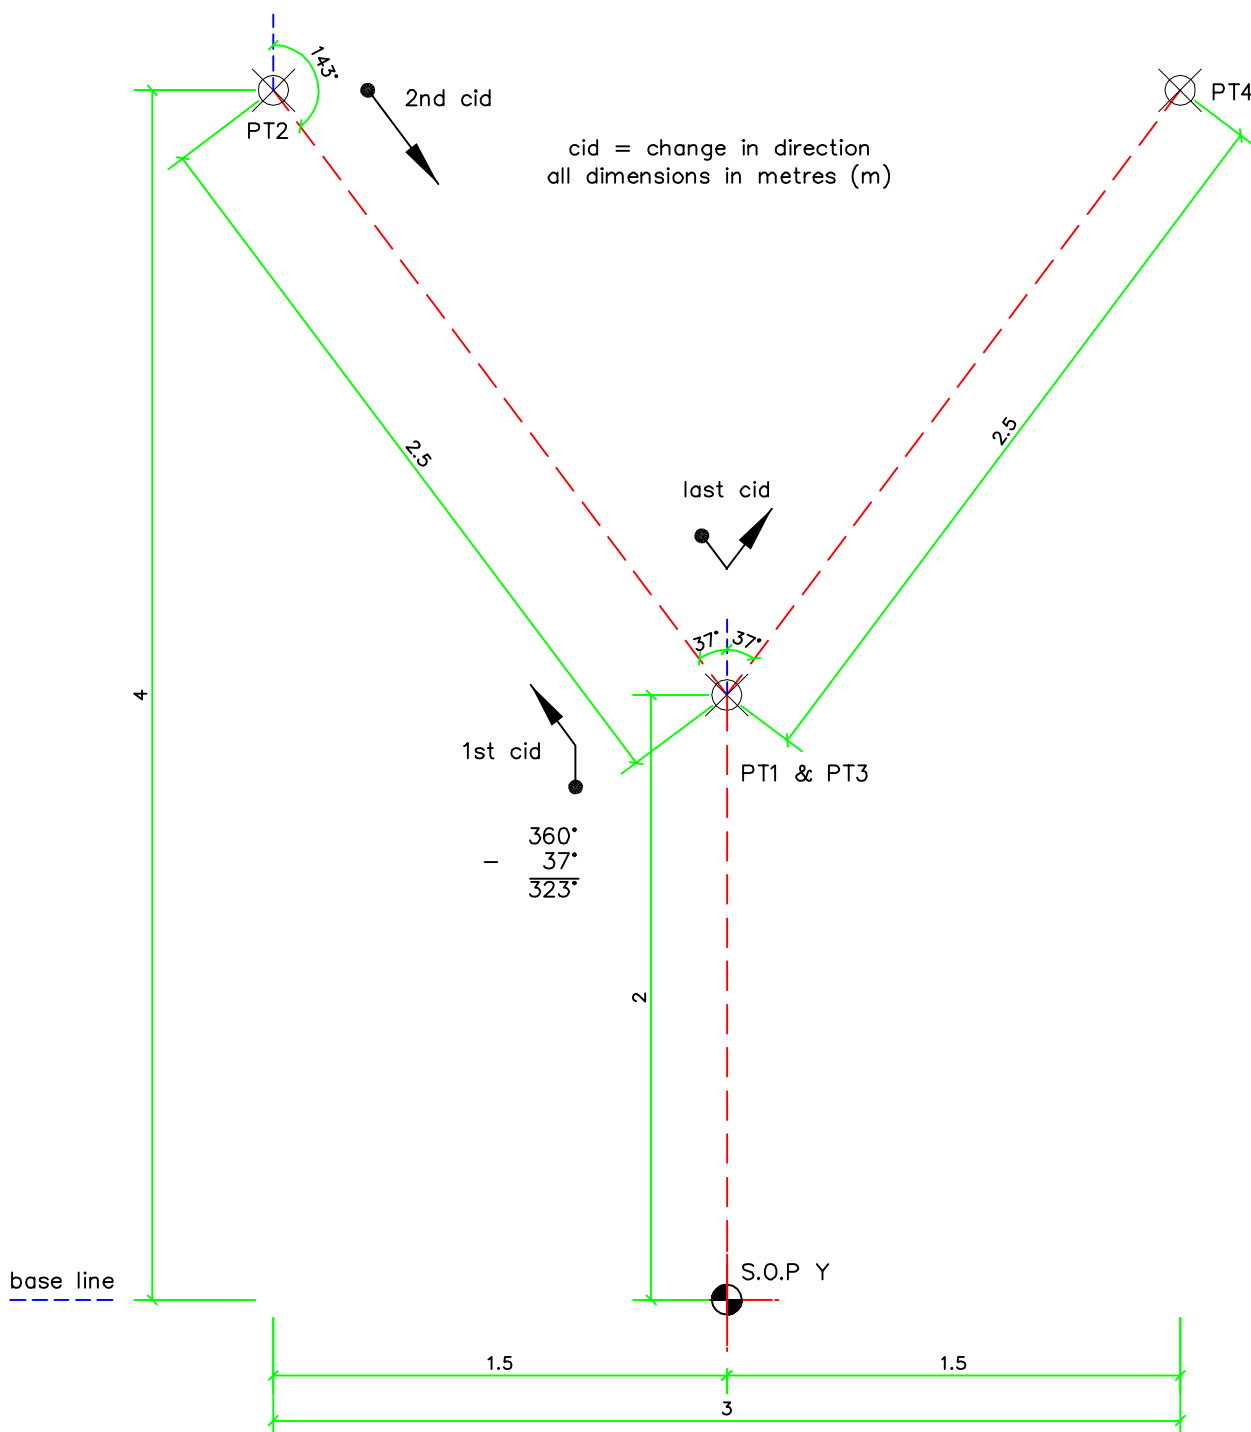 143°
2nd cid
PT2
PT4
cid = change in direction
all dimensions in metres (m)
2.5
2.5
last cid
37°
37°
4
1st cid
PT1 & PT3
360°
– 37°
323°
2
base line
S.O.P Y
1.5
1.5
3